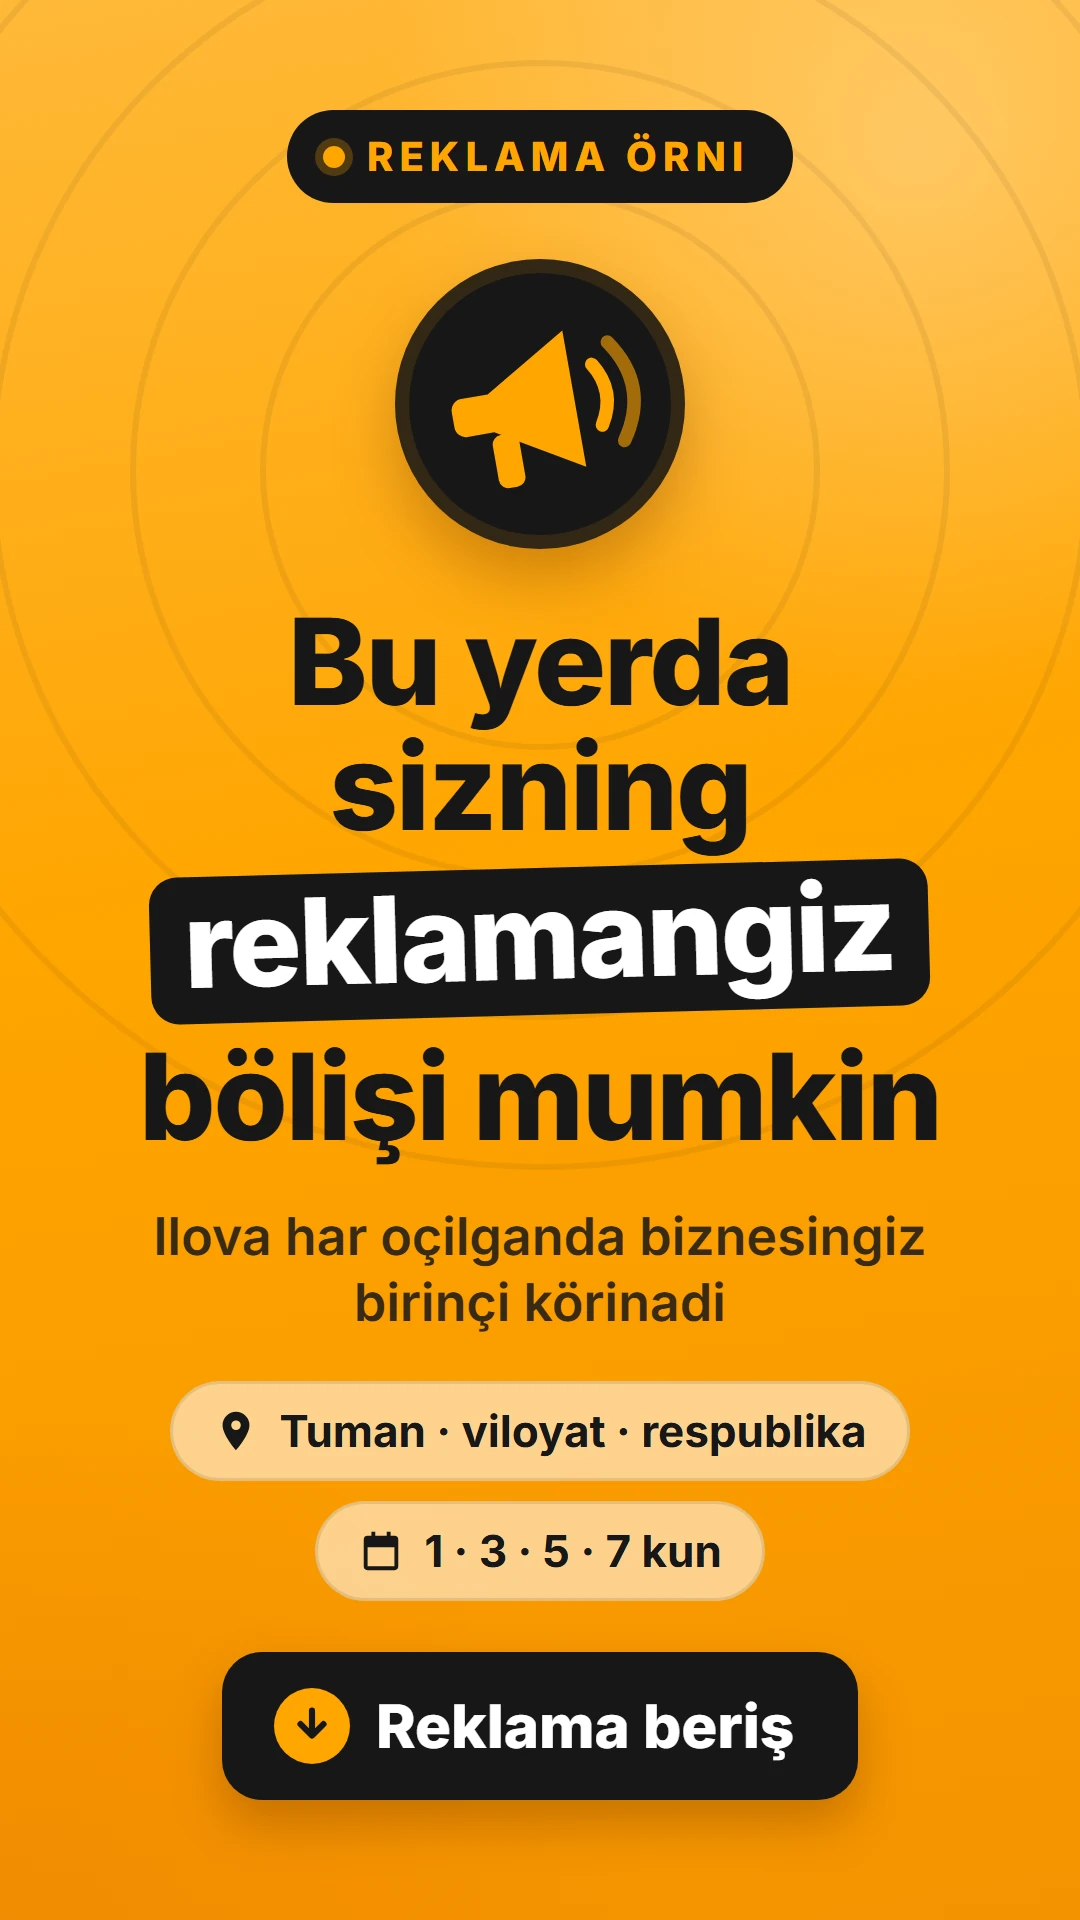 REKLAMA ÖRNI
Bu yerda
sizning
reklamangiz
bölişi mumkin
Ilova har oçilganda biznesingiz
birinçi körinadi
Tuman · viloyat · respublika
1 · 3 · 5 · 7 kun
Reklama beriş